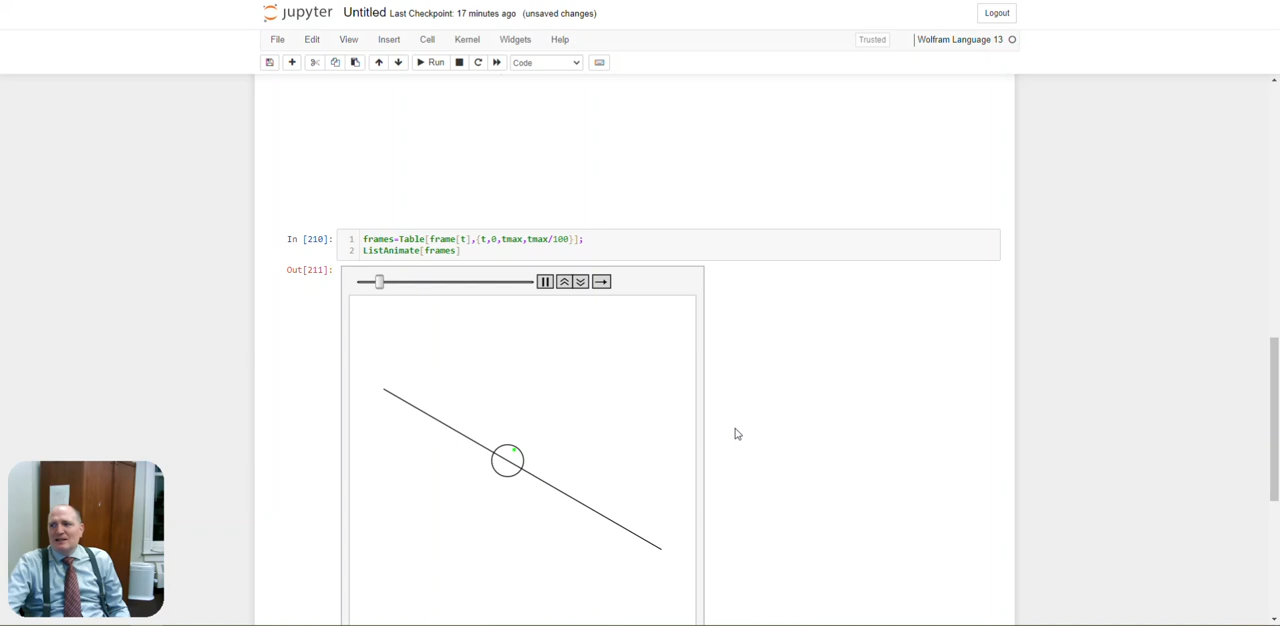 jupyter Untitled Last Checkpoint: 17 minutes ago (unsaved changes) Logout
File Edit View Insert Cell Kernel Widgets Help Trusted Wolfram Language 13
Run Code
In [210]: 1 frames=Table[frame[t],{t,0,tmax,tmax/100}];
2 ListAnimate[frames]
Out[211]: